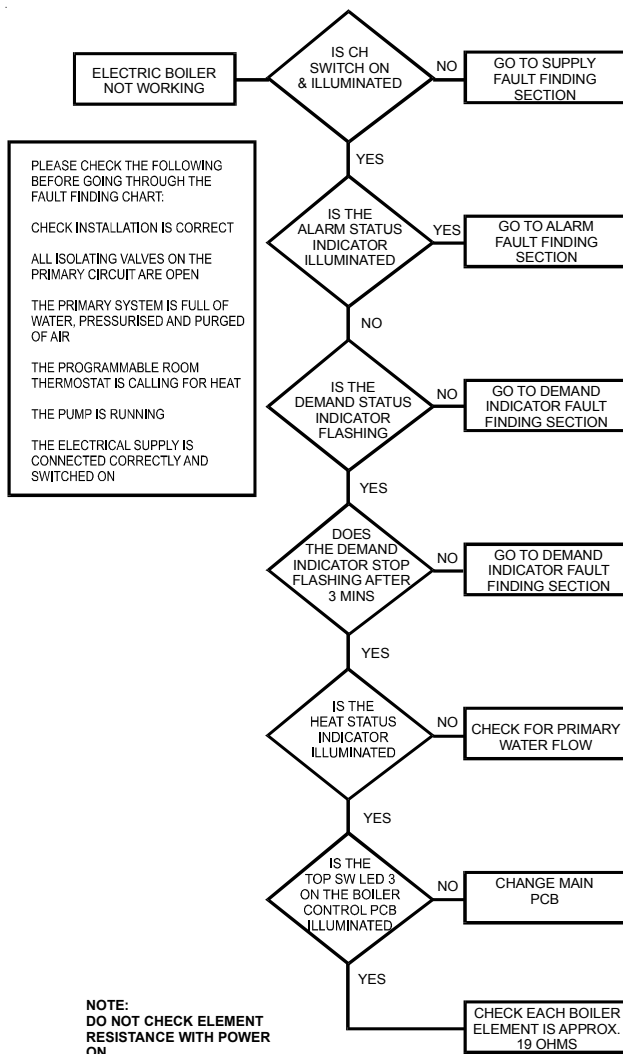 ELECTRIC BOILER
NOT WORKING
IS CH
SWITCH ON
& ILLUMINATED
NO
GO TO SUPPLY
FAULT FINDING
SECTION
YES
PLEASE CHECK THE FOLLOWING
BEFORE GOING THROUGH THE
FAULT FINDING CHART:
CHECK INSTALLATION IS CORRECT
ALL ISOLATING VALVES ON THE
PRIMARY CIRCUIT ARE OPEN
THE PRIMARY SYSTEM IS FULL OF
WATER, PRESSURISED AND PURGED
OF AIR
THE PROGRAMMABLE ROOM
THERMOSTAT IS CALLING FOR HEAT
THE PUMP IS RUNNING
THE ELECTRICAL SUPPLY IS
CONNECTED CORRECTLY AND
SWITCHED ON
IS THE
ALARM STATUS
INDICATOR
ILLUMINATED
YES
GO TO ALARM
FAULT FINDING
SECTION
NO
IS THE
DEMAND STATUS
INDICATOR
FLASHING
NO
GO TO DEMAND
INDICATOR FAULT
FINDING SECTION
YES
DOES
THE DEMAND
INDICATOR STOP
FLASHING AFTER
3 MINS
NO
GO TO DEMAND
INDICATOR FAULT
FINDING SECTION
YES
IS THE
HEAT STATUS
INDICATOR
ILLUMINATED
NO
CHECK FOR PRIMARY
WATER FLOW
YES
IS THE
TOP SW LED 3
ON THE BOILER
CONTROL PCB
ILLUMINATED
NO
CHANGE MAIN
PCB
YES
CHECK EACH BOILER
ELEMENT IS APPROX.
19 OHMS
NOTE:
DO NOT CHECK ELEMENT
RESISTANCE WITH POWER
ON